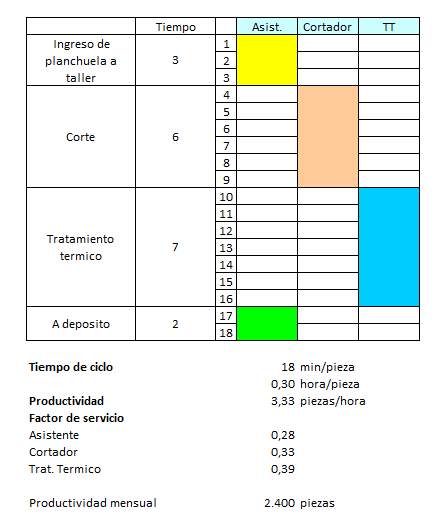 Tiempo Asist. Cortador TT
Ingreso de
planchuela a
taller
3
1
2
3
Corte
6
4
5
6
7
8
9
Tratamiento
termico
7
10
11
12
13
14
15
16
A deposito
2
17
18
Tiempo de ciclo 18 min/pieza
0,30 hora/pieza
Productividad 3,33 piezas/hora
Factor de servicio
Asistente 0,28
Cortador 0,33
Trat. Termico 0,39
Productividad mensual 2.400 piezas